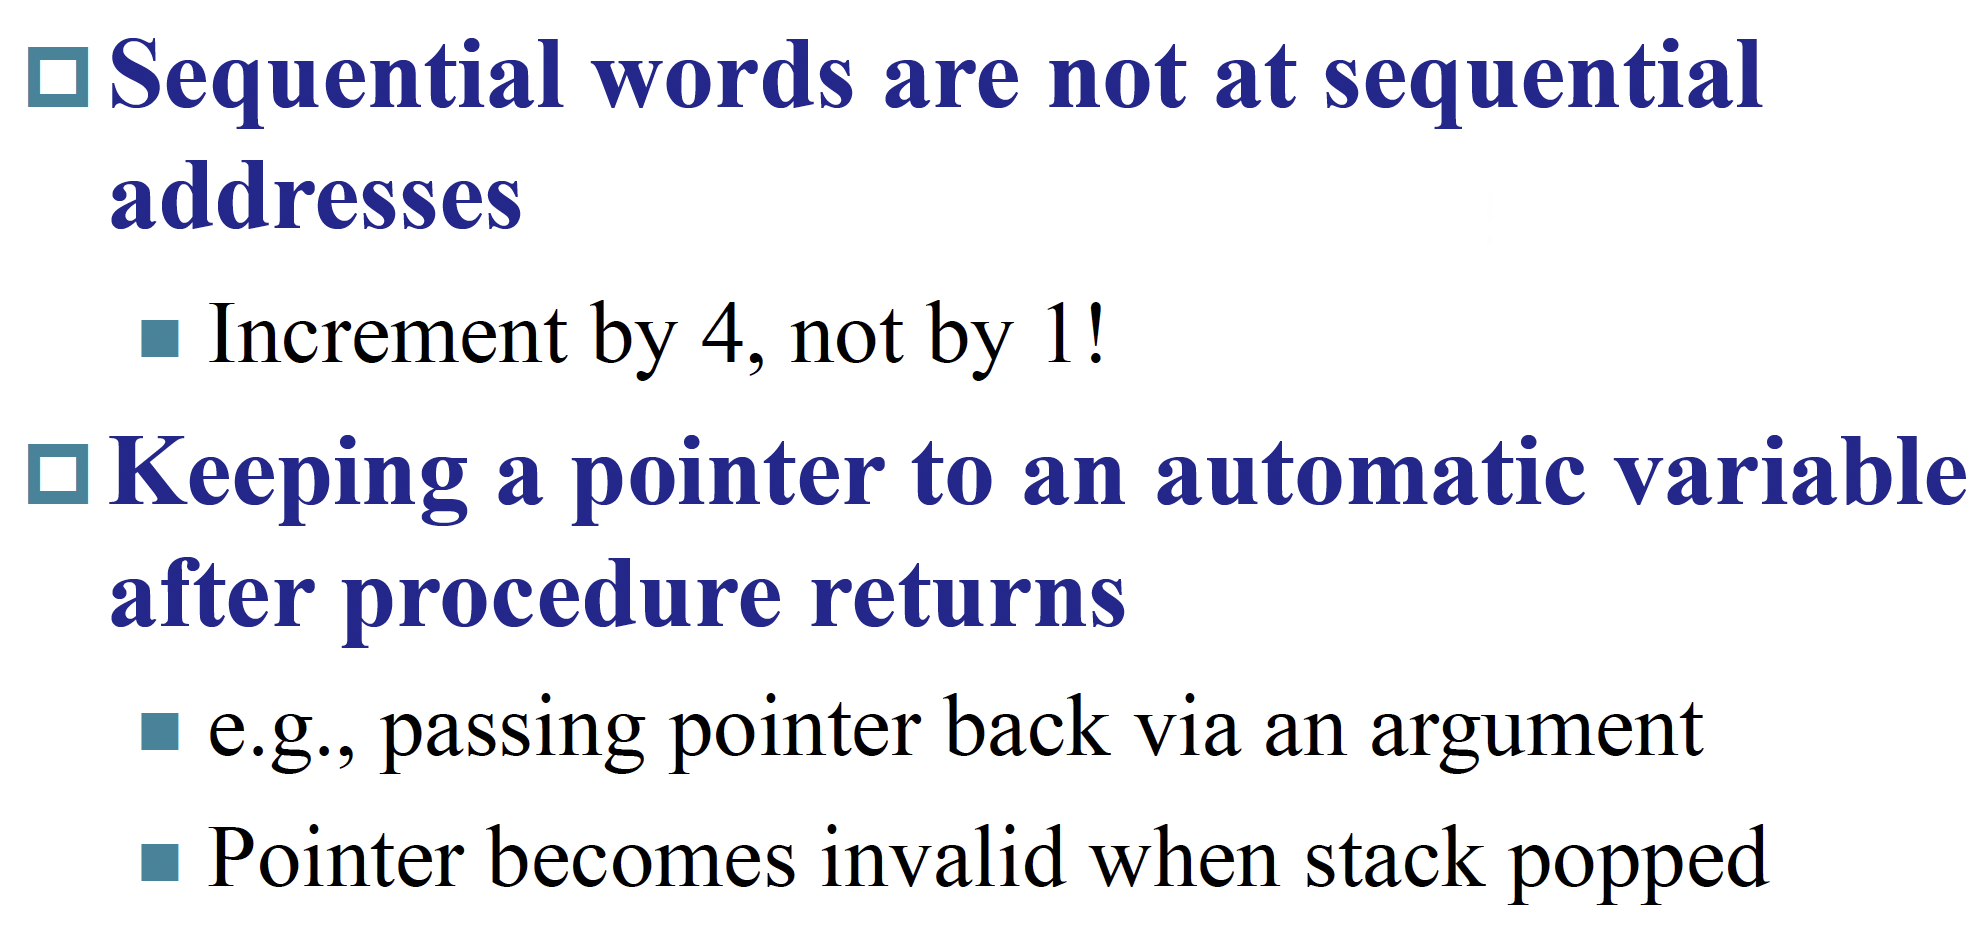 Sequential words are not at sequential
addresses
Increment by 4, not by 1!
Keeping a pointer to an automatic variable
after procedure returns
e.g., passing pointer back via an argument
Pointer becomes invalid when stack popped